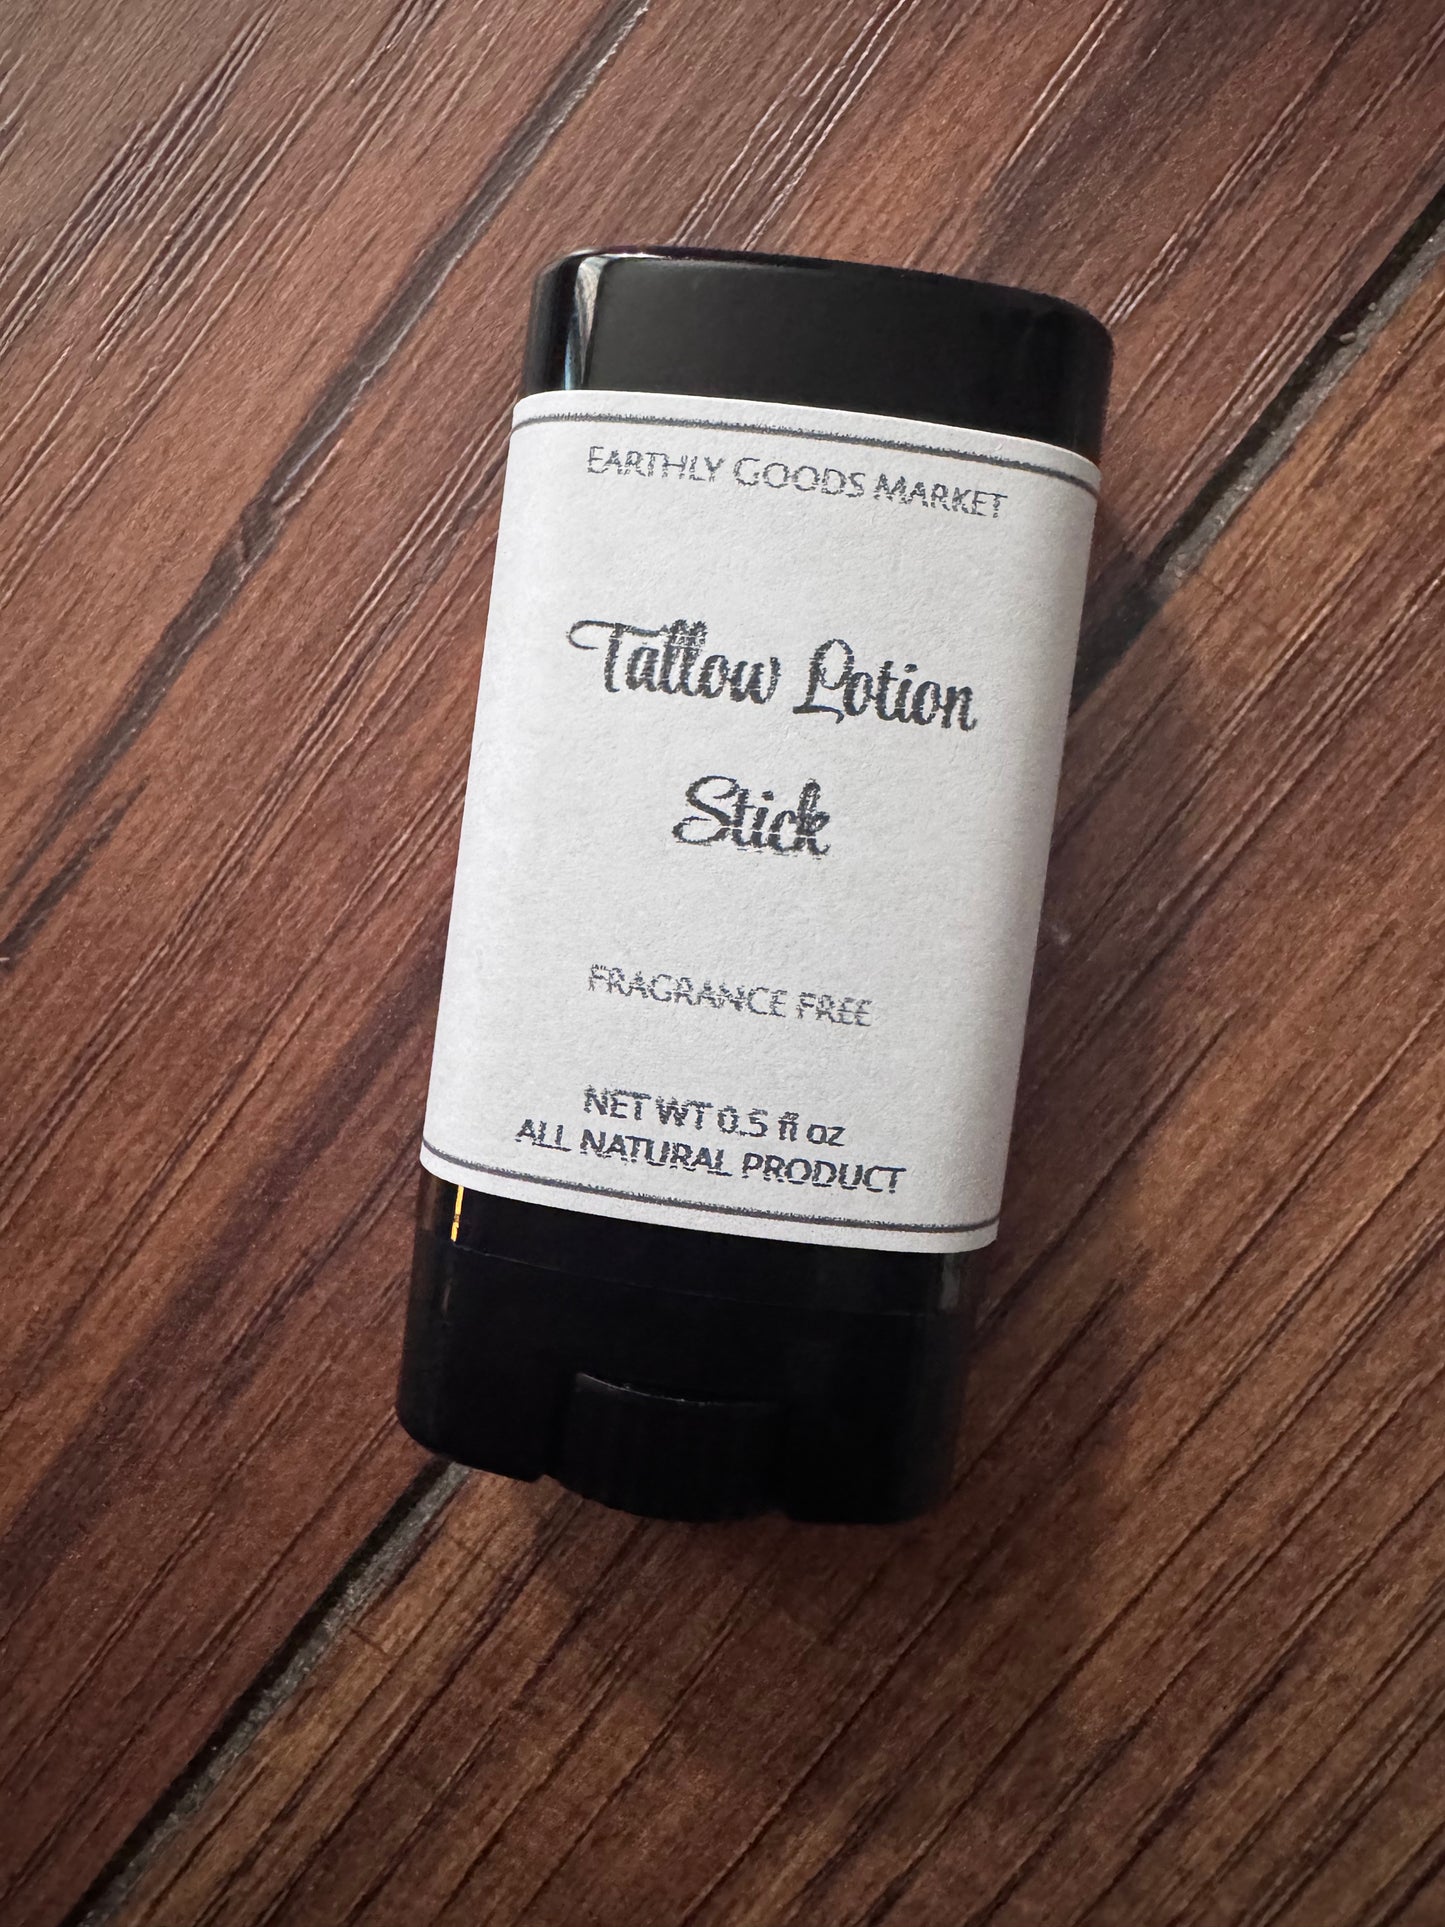 EARTHLY GOODS MARKET
Tallow Lotion
Stick
FRAGRANCE FREE
NET WT 0.5 fl oz
ALL NATURAL PRODUCT